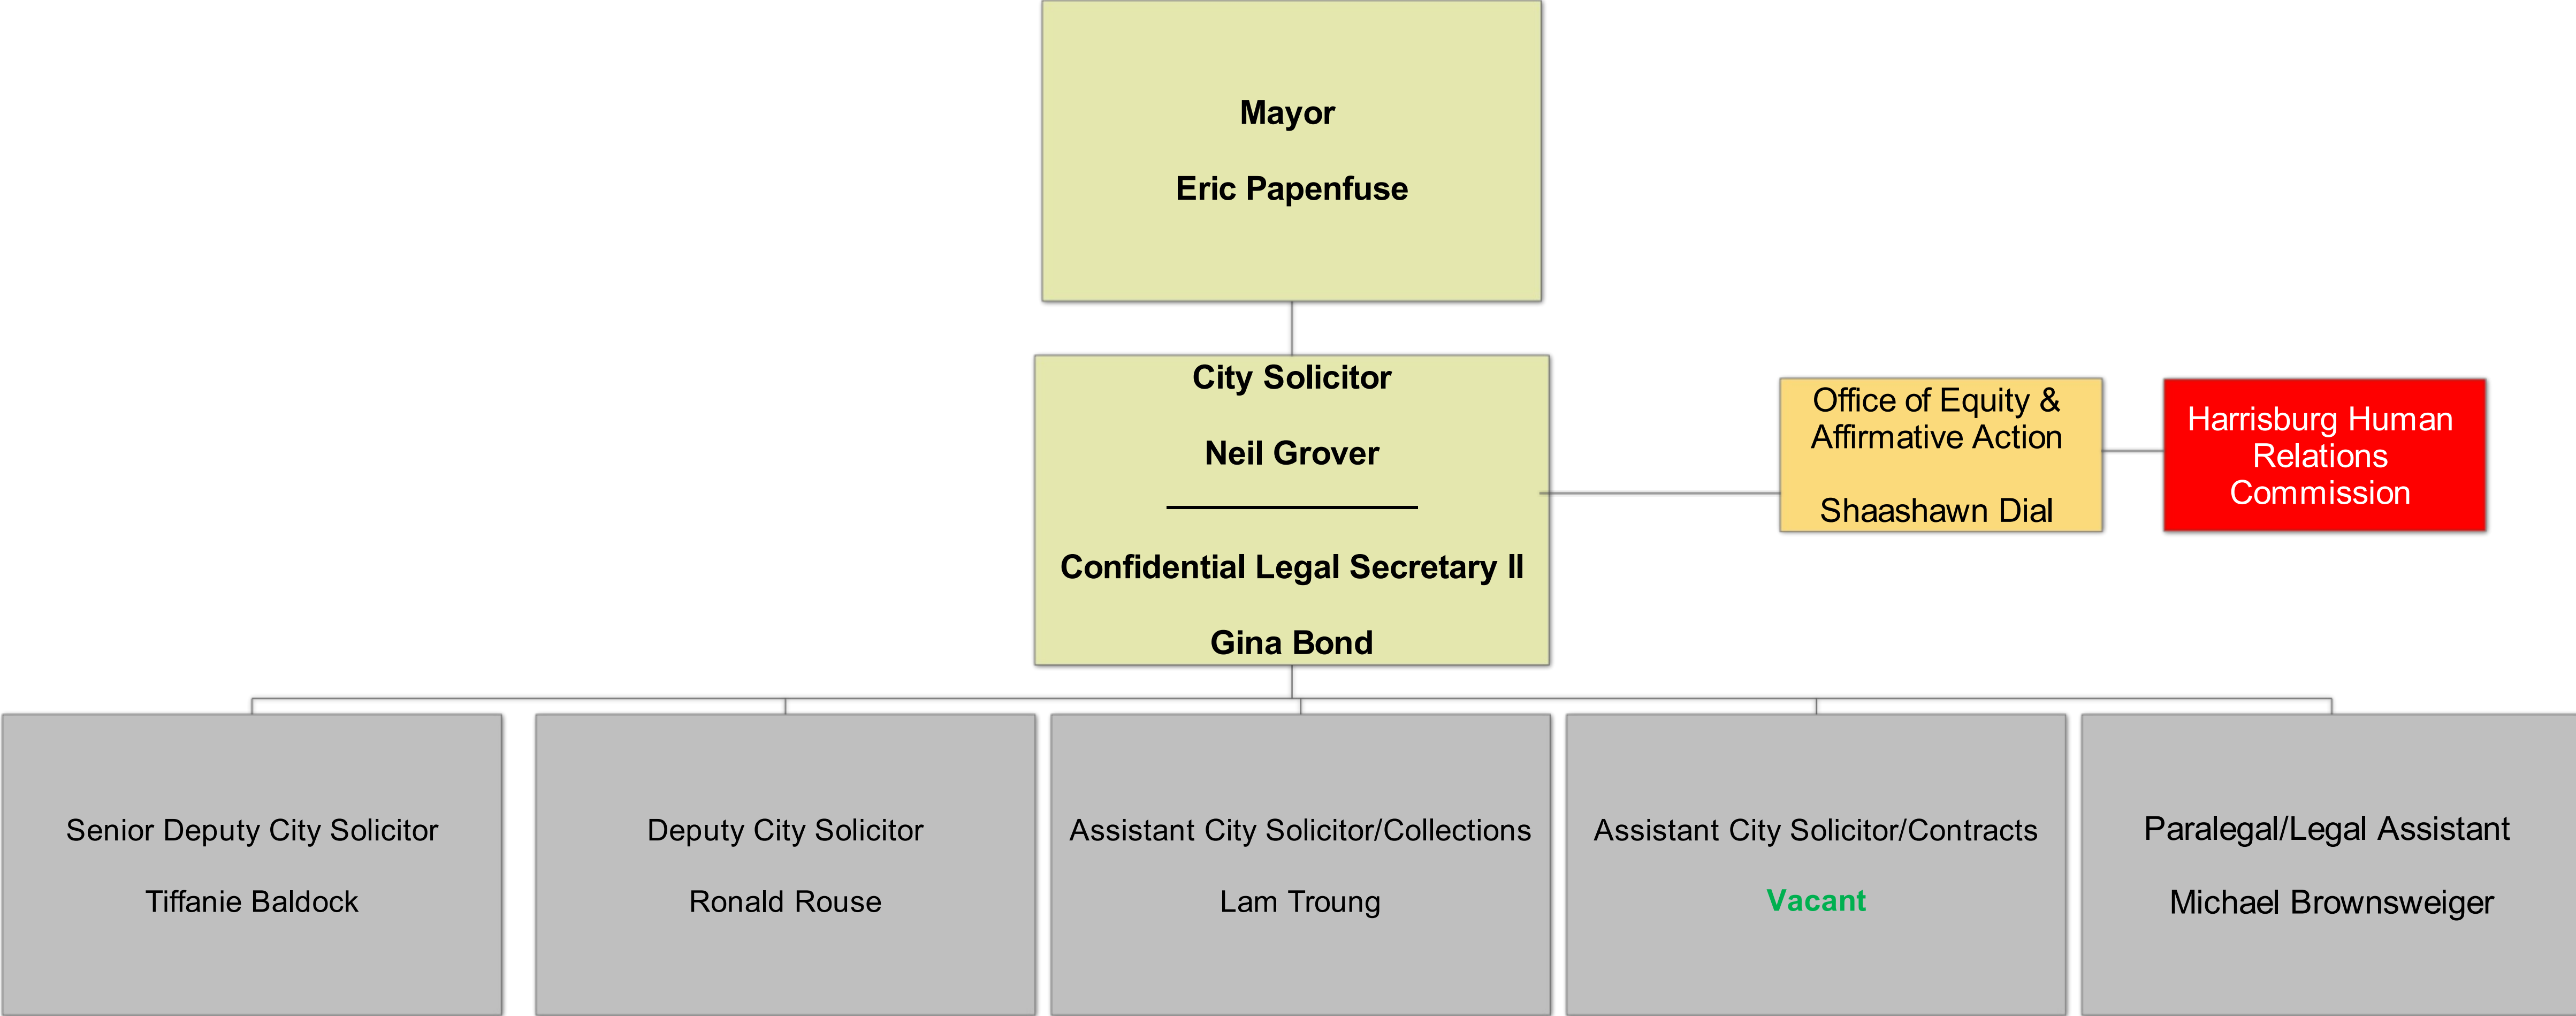 Mayor
Eric Papenfuse
City Solicitor
Neil Grover
Confidential Legal Secretary II
Gina Bond
Office of Equity &
Affirmative Action
Shaashawn Dial
Harrisburg Human
Relations
Commission
Senior Deputy City Solicitor
Tiffanie Baldock
Deputy City Solicitor
Ronald Rouse
Assistant City Solicitor/Collections
Lam Troung
Assistant City Solicitor/Contracts
Vacant
Paralegal/Legal Assistant
Michael Brownsweiger